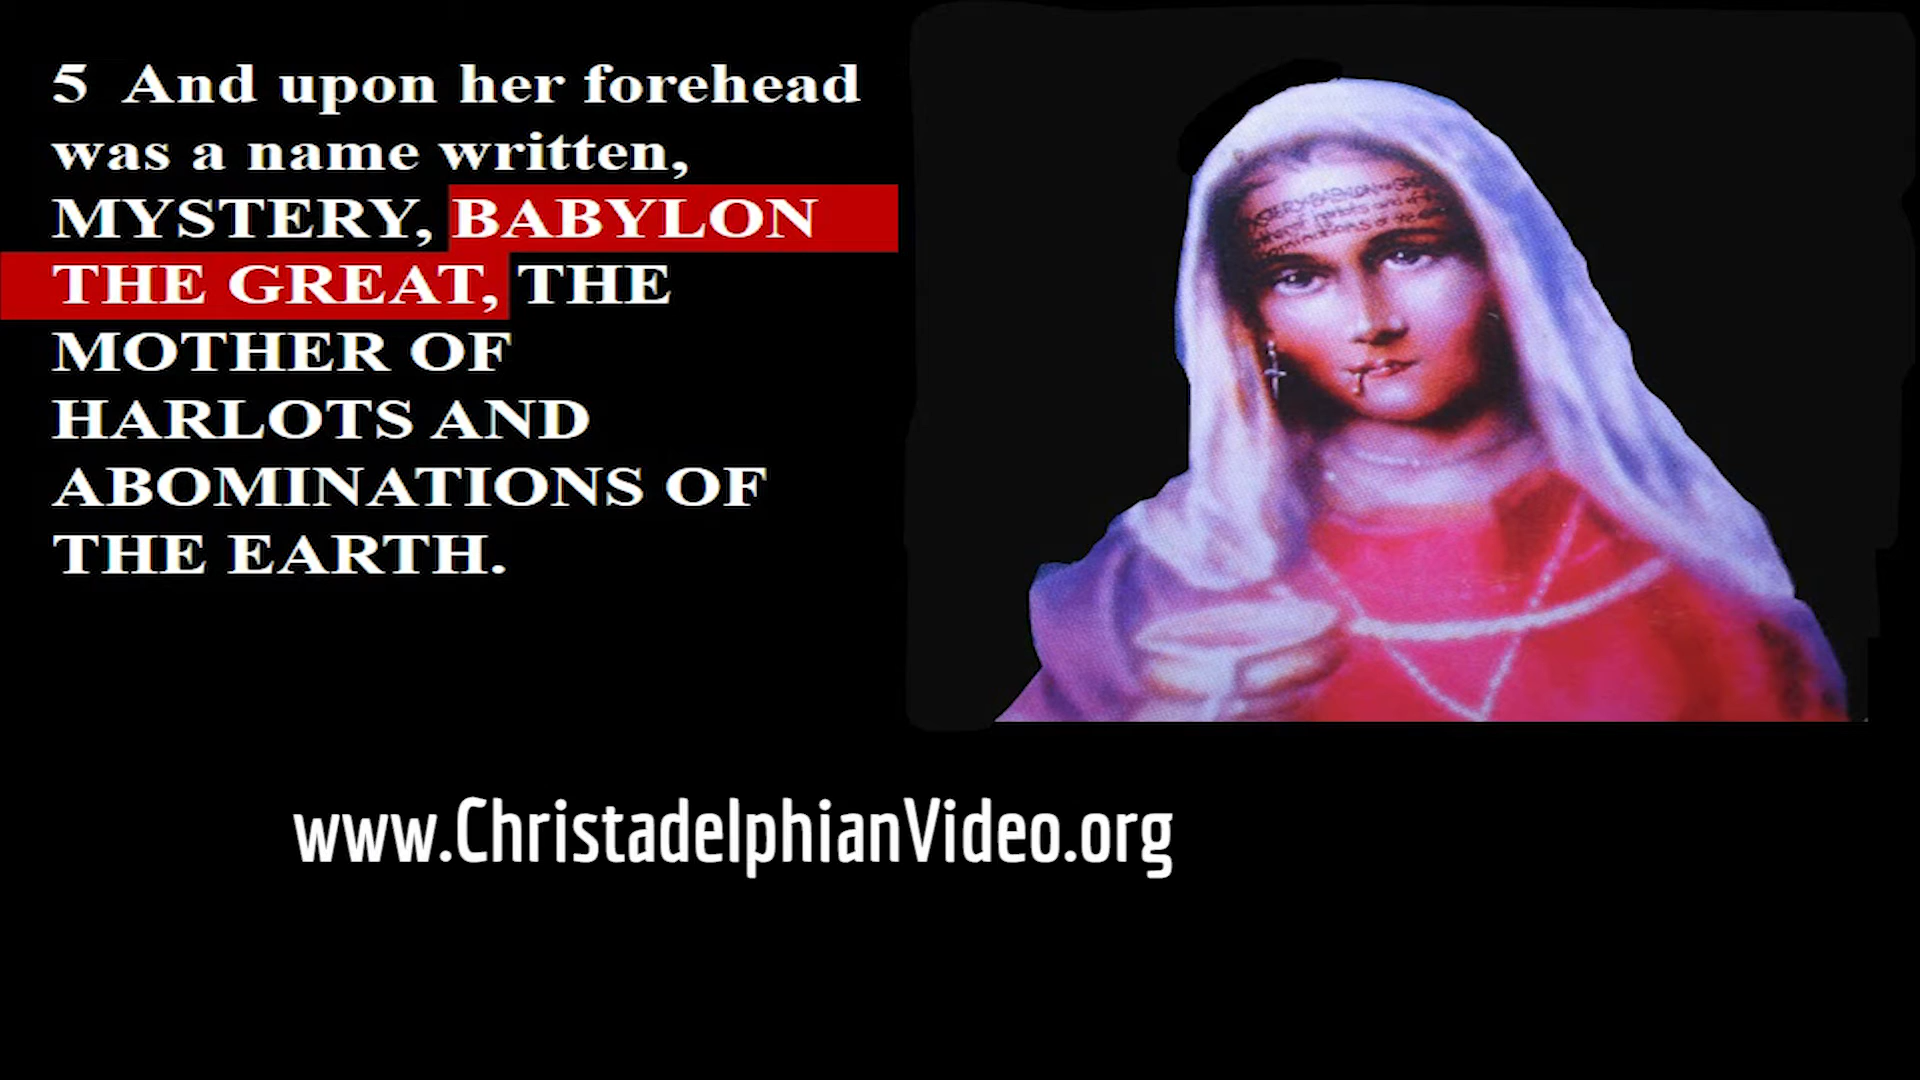 5 And upon her forehead
was a name written,
MYSTERY, BABYLON
THE GREAT, THE
MOTHER OF
HARLOTS AND
ABOMINATIONS OF
THE EARTH.
www.ChristadelphianVideo.org